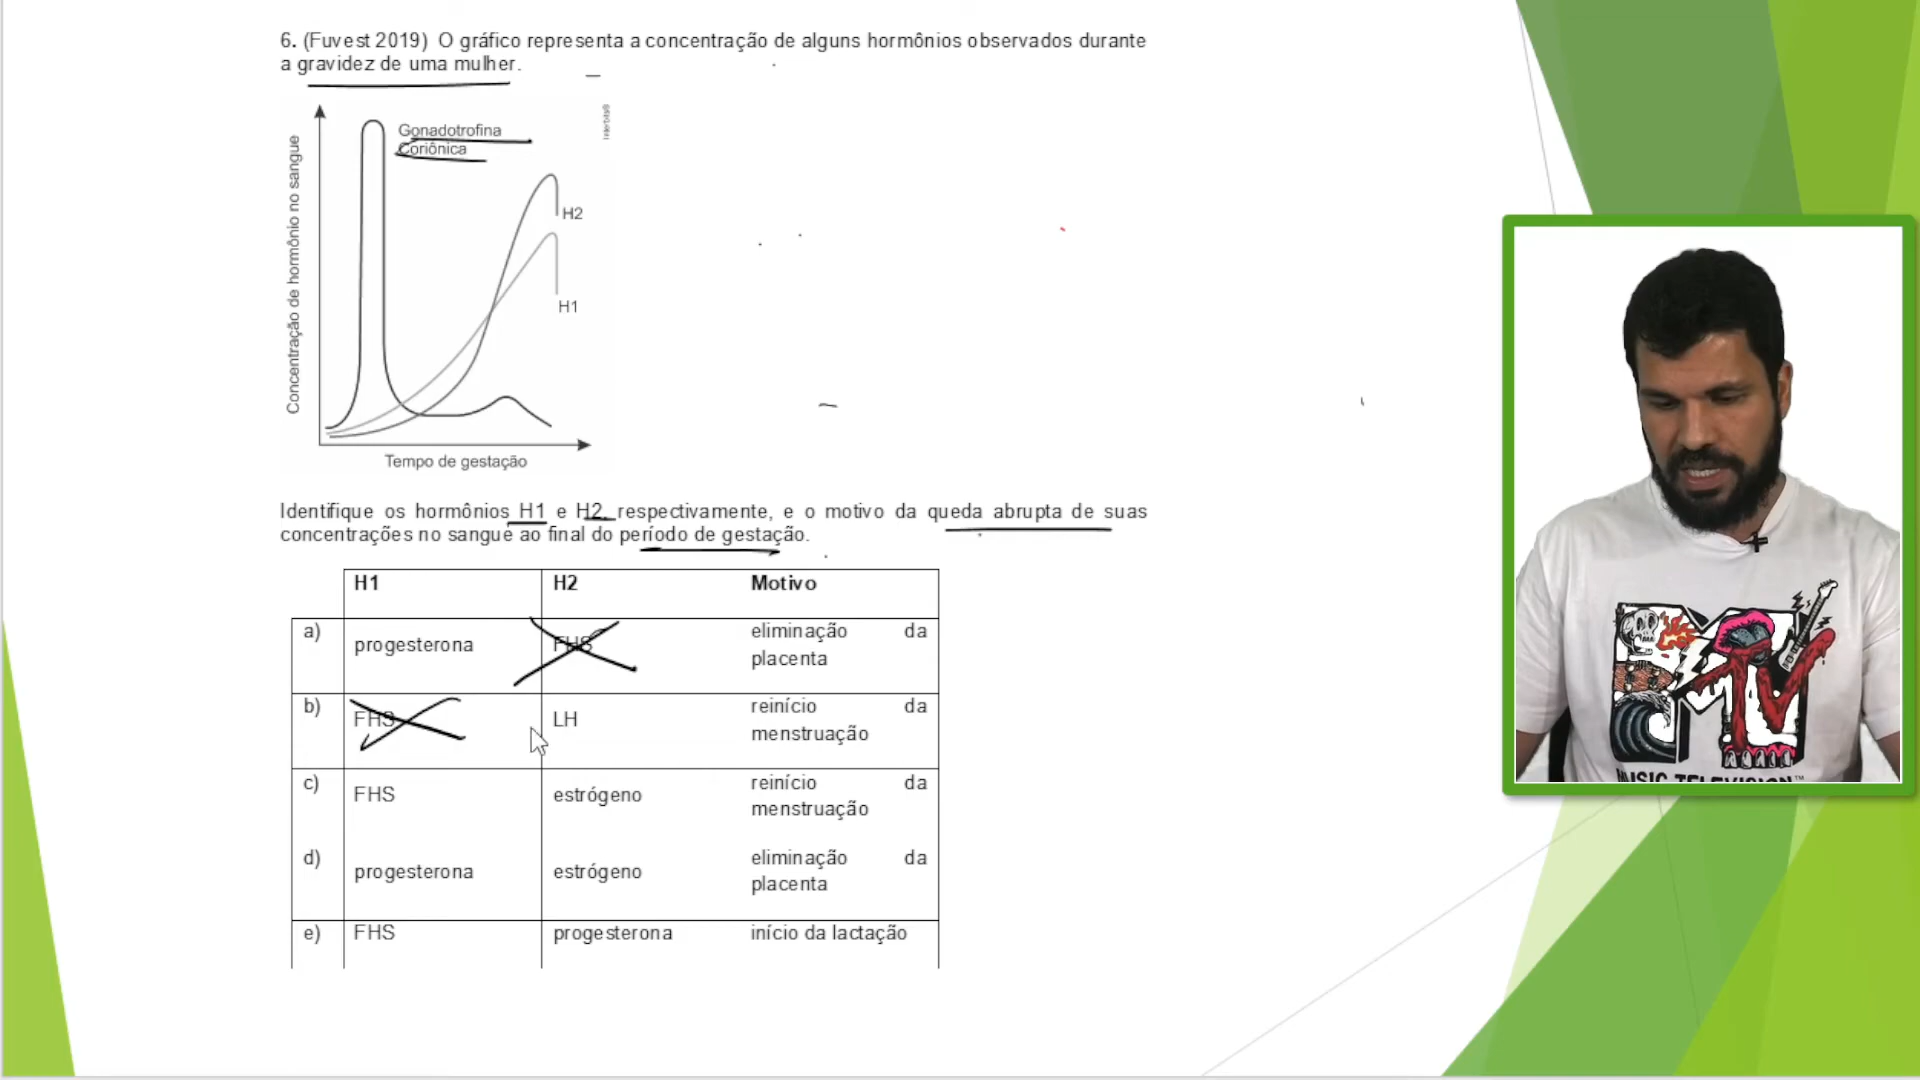 6. (Fuvest 2019) O gráfico representa a concentração de alguns hormônios observados durante
a gravidez de uma mulher.
Interbits®
Gonadotrofina
Coriônica
Concentração de hormônio no sangue
H2
H1
Tempo de gestação
Identifique os hormônios H1 e H2, respectivamente, e o motivo da queda abrupta de suas
concentrações no sangue ao final do período de gestação.
H1 H2 Motivo
a) progesterona FHS eliminação da
placenta
b) FHS LH reinício da
menstruação
c) FHS estrógeno reinício da
menstruação
d) progesterona estrógeno eliminação da
placenta
e) FHS progesterona início da lactação
MTV
MUSIC TELEVISION™